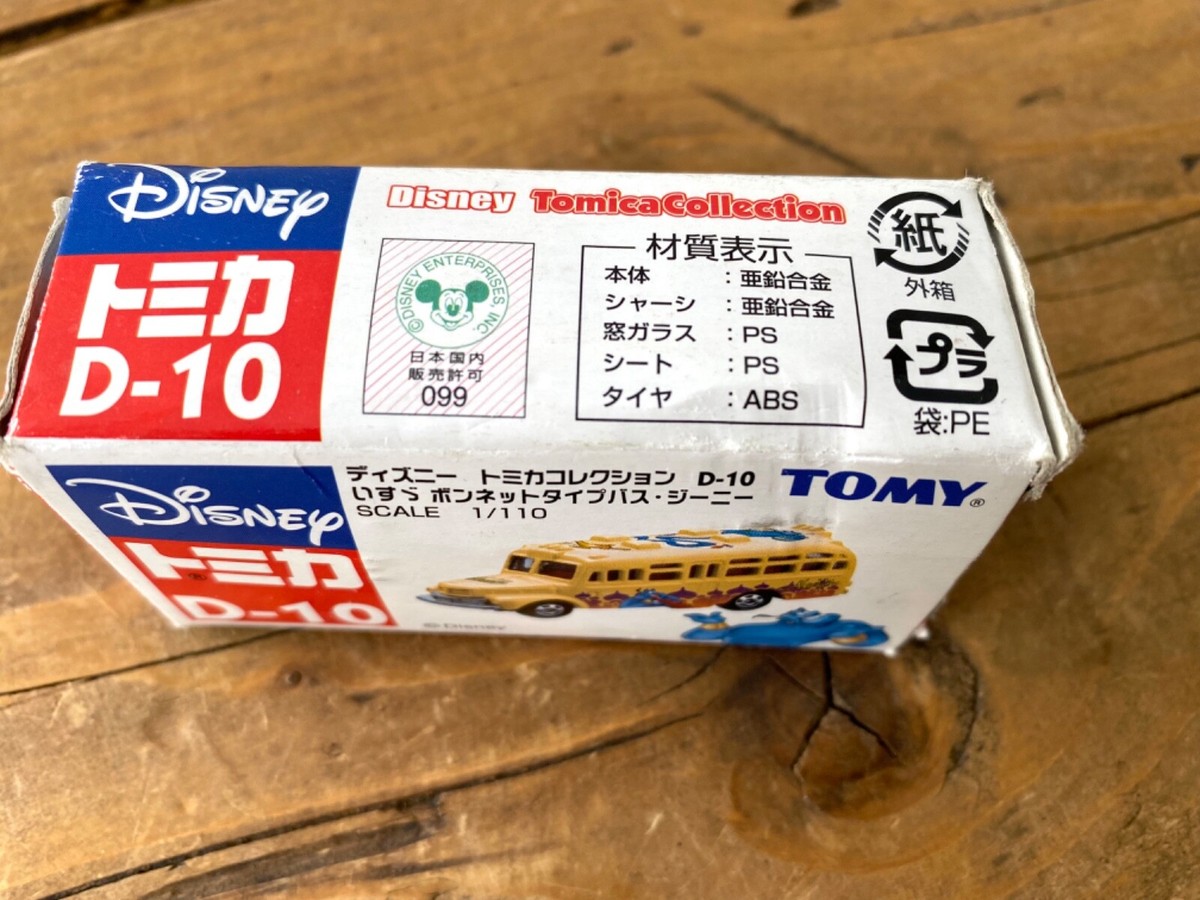 Disney
トミカ
D-10
Disney TomicaCollection
©DISNEY ENTERPRISES INC.
日本国内
販売許可
099
材質表示
本体 : 亜鉛合金
シャーシ : 亜鉛合金
窓ガラス : PS
シート : PS
タイヤ : ABS
紙
外箱
プラ
袋:PE
Disney
トミカ®
D-10
ディズニー トミカコレクション D-10
いすゞ ボンネットタイプバス・ジーニー
SCALE 1/110
TOMY®
©Disney